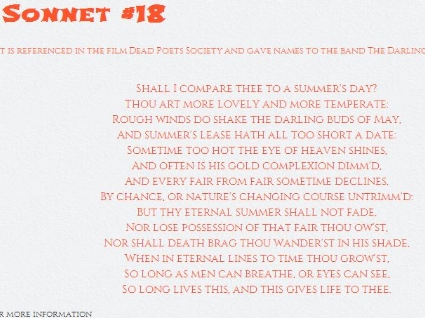 Sonnet #18
t is referenced in the film Dead Poets Society and gave names to the band The Darling
Shall I compare thee to a summer's day?
Thou art more lovely and more temperate:
Rough winds do shake the darling buds of May,
And summer's lease hath all too short a date:
Sometime too hot the eye of heaven shines,
And often is his gold complexion dimm'd,
And every fair from fair sometime declines,
By chance, or nature's changing course untrimm'd:
But thy eternal summer shall not fade,
Nor lose possession of that fair thou ow'st,
Nor shall death brag thou wander'st in his shade,
When in eternal lines to time thou grow'st,
So long as men can breathe, or eyes can see,
So long lives this, and this gives life to thee.
r more information